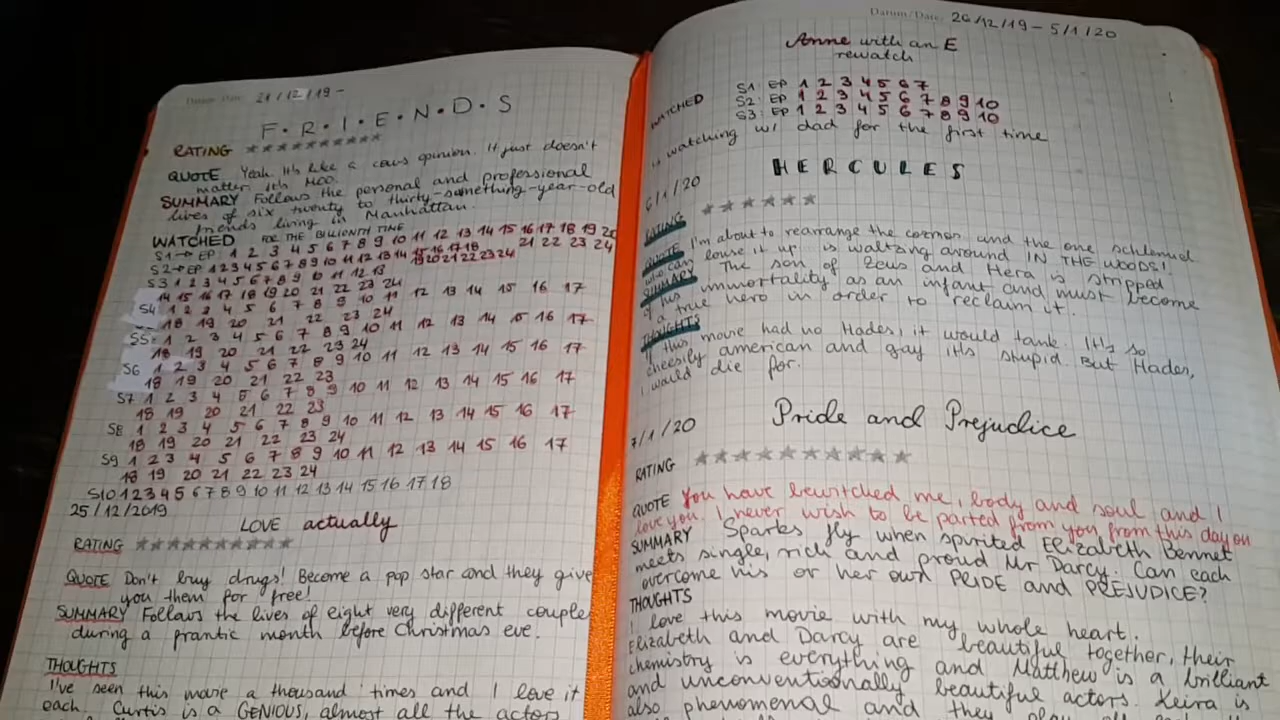 Datum/Date: 21/12/19 -
F.R.I.E.N.D.S
RATING ★★★★★★★★★★
QUOTE Yeah. It's like a cow's opinion. It just doesn't
matter. It's MOO.
SUMMARY Follows the personal and professional
lives of six twenty to thirty-something-year-old
friends living in Manhattan.
WATCHED FOR THE BILLIONTH TIME
S1→EP 1 2 3 4 5 6 7 8 9 10 11 12 13 14 15 16 17 18 19 20
21 22 23 24
S2→EP 1 2 3 4 5 6 7 8 9 10 11 12 13 14 15 16 17 18
19 20 21 22 23 24
S3 1 2 3 4 5 6 7 8 9 10 11 12 13
14 15 16 17 18 19 20 21 22 23 24
S4 1 2 3 4 5 6 7 8 9 10 11 12 13 14 15 16 17
18 19 20 21 22 23 24
S5: 1 2 3 4 5 6 7 8 9 10 11 12 13 14 15 16 17
18 19 20 21 22 23 24
S6 1 2 3 4 5 6 7 8 9 10 11 12 13 14 15 16 17
18 19 20 21 22 23
S7 1 2 3 4 5 6 7 8 9 10 11 12 13 14 15 16 17
18 19 20 21 22 23
S8 1 2 3 4 5 6 7 8 9 10 11 12 13 14 15 16 17
18 19 20 21 22 23 24
S9 1 2 3 4 5 6 7 8 9 10 11 12 13 14 15 16 17
18 19 20 21 22 23 24
S10 1 2 3 4 5 6 7 8 9 10 11 12 13 14 15 16 17 18
25/12/2019
LOVE actually
RATING ★★★★★★★★★★
QUOTE Don't buy drugs! Become a pop star and they give
you them for free!
SUMMARY Follows the lives of eight very different couple
during a frantic month before Christmas eve.
THOUGHTS
I've seen this movie a thousand times and I love it
each. Curtis is a GENIOUS, almost all the actors
Datum/Date: 26/12/19 - 5/1/20
Anne with an E
rewatch
WATCHED
S1: EP 1 2 3 4 5 6 7
S2: EP 1 2 3 4 5 6 7 8 9 10
S3: EP 1 2 3 4 5 6 7 8 9 10
watching w/ dad for the first time
HERCULES
6/1/20
RATING ★★★★★★
QUOTE I'm about to rearrange the cosmos and the one schlemiel
who can louse it up is waltzing around IN THE WOODS!
SUMMARY The son of Zeus and Hera is stripped
of his immortality as an infant and must become
a true hero in order to reclaim it.
THOUGHTS
If this movie had no Hades, it would tank. It's so
cheesily american and gay it's stupid. But Hades,
I would die for.
7/1/20
Pride and Prejudice
RATING ★★★★★★★★★★
QUOTE You have bewitched me, body and soul and I
love you. I never wish to be parted from you from this day on
SUMMARY Sparks fly when spirited Elizabeth Bennet
meets single, rich and proud Mr Darcy. Can each
overcome his or her own PRIDE and PREJUDICE?
THOUGHTS
I love this movie with my whole heart.
Elizabeth and Darcy are beautiful together, their
chemistry is everything and Matthew is a brilliant
and unconventionally beautiful actors. Keira is
also phenomenal and they play